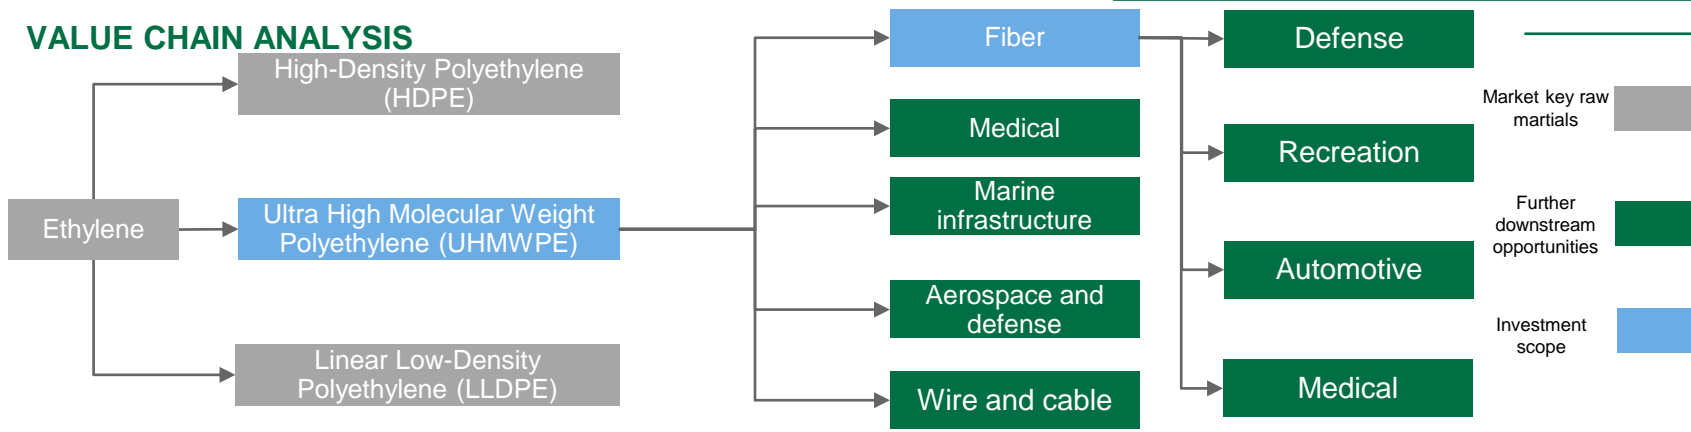 VALUE CHAIN ANALYSIS
Ethylene
High-Density Polyethylene
(HDPE)
Ultra High Molecular Weight
Polyethylene (UHMWPE)
Linear Low-Density
Polyethylene (LLDPE)
Fiber
Medical
Marine
infrastructure
Aerospace and
defense
Wire and cable
Defense
Recreation
Automotive
Medical
Market key raw
martials
Further
downstream
opportunities
Investment
scope